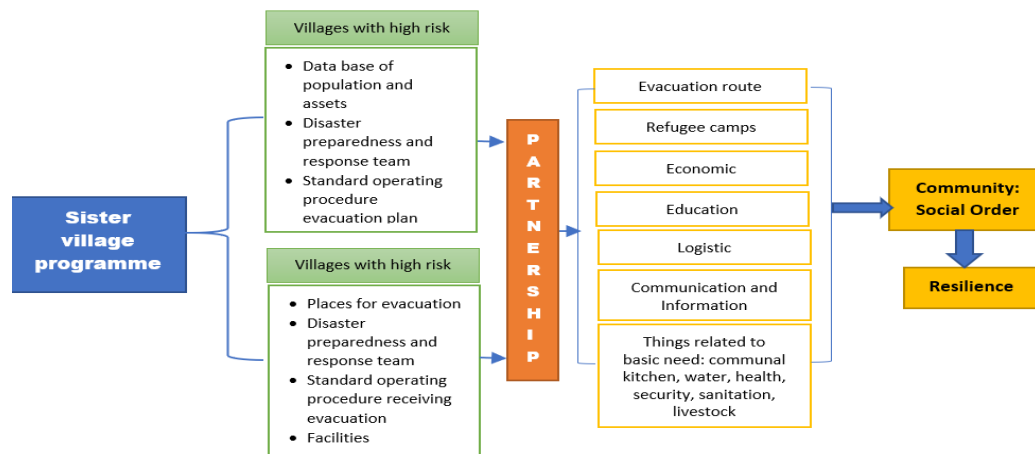 Sister
village
programme
Villages with high risk
• Data base of
population and
assets
• Disaster
preparedness and
response team
• Standard operating
procedure
evacuation plan
Villages with high risk
• Places for evacuation
• Disaster
preparedness and
response team
• Standard operating
procedure receiving
evacuation
• Facilities
P
A
R
T
N
E
R
S
H
I
P
Evacuation route
Refugee camps
Economic
Education
Logistic
Communication and
Information
Things related to
basic need: communal
kitchen, water, health,
security, sanitation,
livestock
Community:
Social Order
Resilience